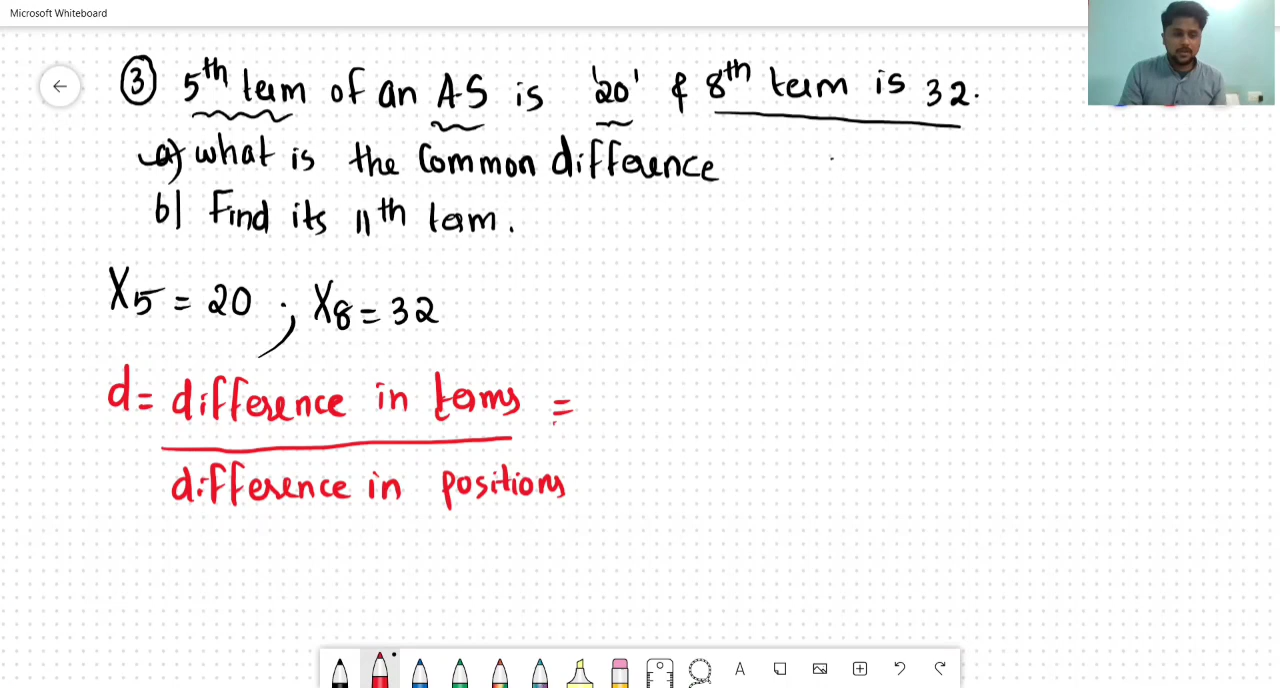 Microsoft Whiteboard
③ 5th term of an AS is '20' & 8th term is 32.
a) what is the common difference
b) Find its 11th term.
X5 = 20 ; X8 = 32
d = difference in terms =
difference in positions
A